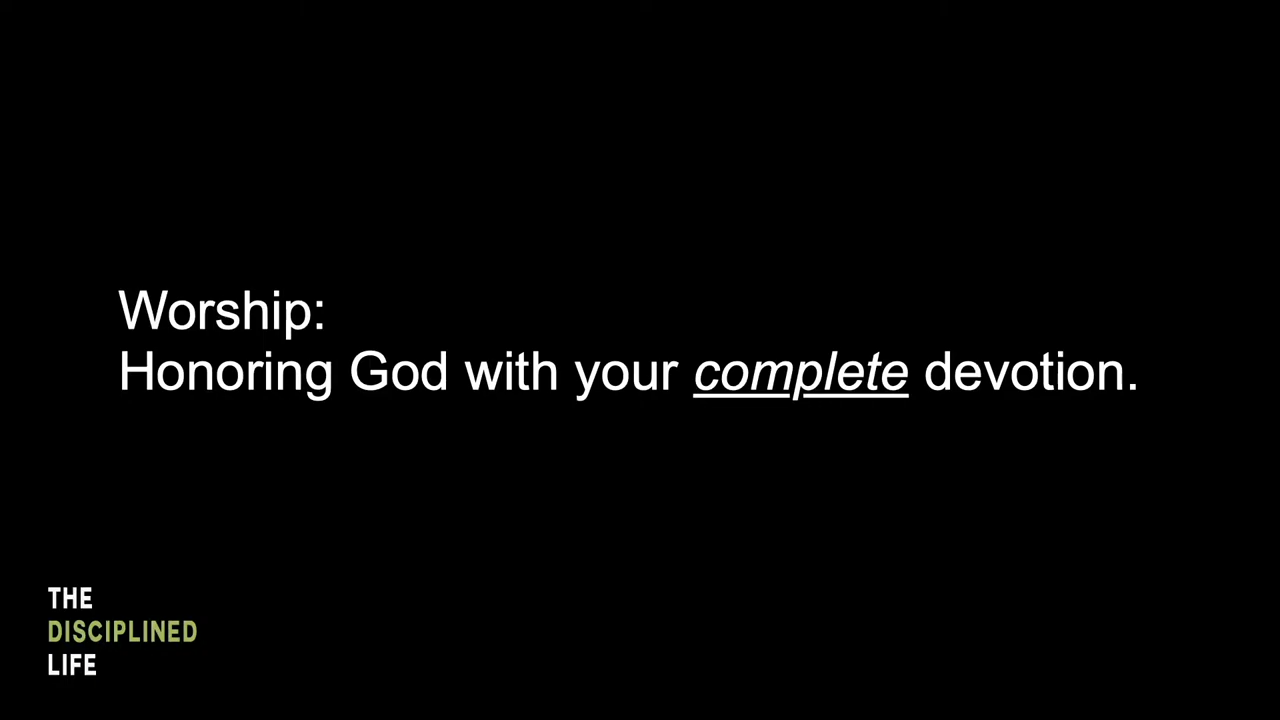 Worship:
Honoring God with your complete devotion.
THE
DISCIPLINED
LIFE